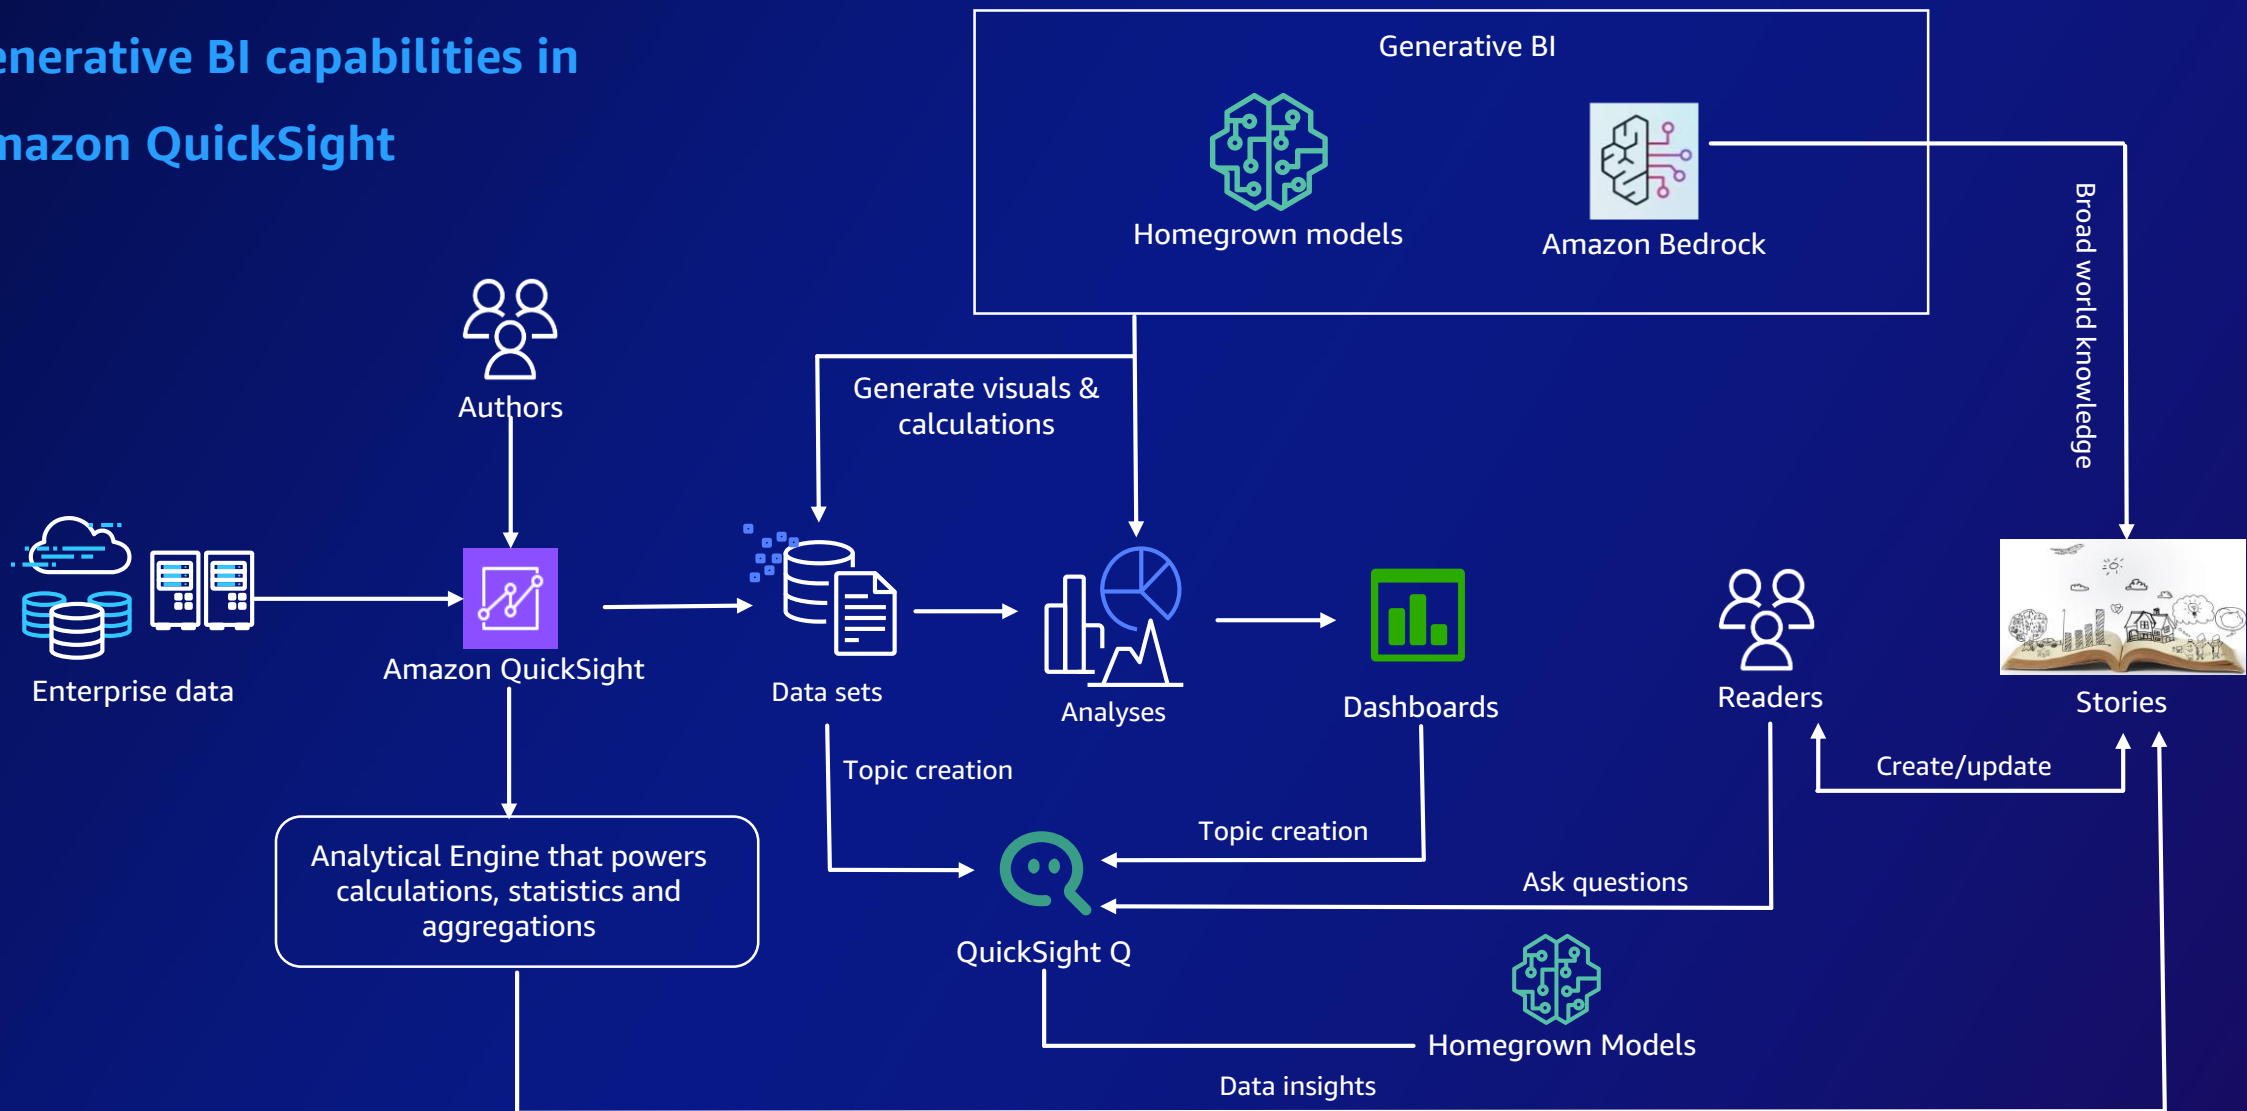 enerative BI capabilities in
mazon QuickSight
Generative BI
Homegrown models
Amazon Bedrock
Broad world knowledge
Authors
Generate visuals &
calculations
Enterprise data
Amazon QuickSight
Data sets
Analyses
Dashboards
Readers
Stories
Topic creation
Create/update
Analytical Engine that powers
calculations, statistics and
aggregations
Topic creation
Ask questions
QuickSight Q
Homegrown Models
Data insights